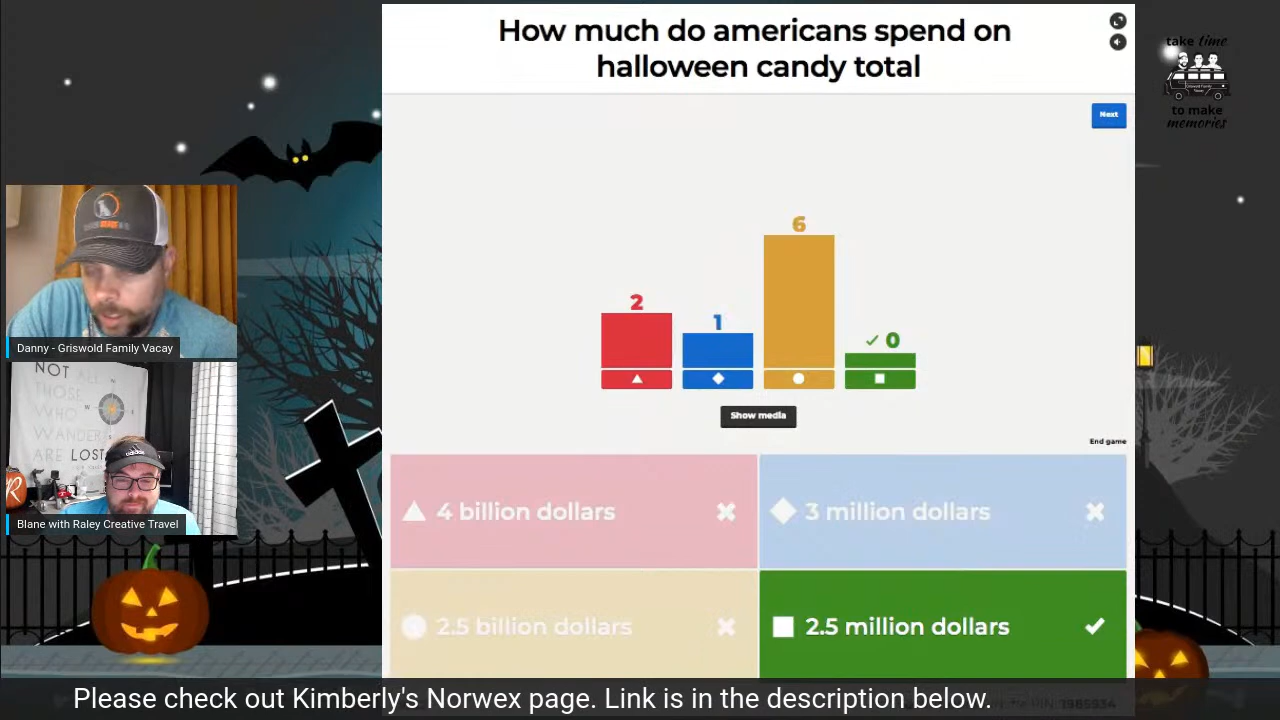 How much do americans spend on
halloween candy total
take time
to make
memories
Next
6
2
1
0
Show media
End game
4 billion dollars
3 million dollars
2.5 billion dollars
2.5 million dollars
Danny - Griswold Family Vacay
NOT ALL
THOSE
WHO
WANDER
ARE LOST
Blane with Raley Creative Travel
Please check out Kimberly's Norwex page. Link is in the description below.